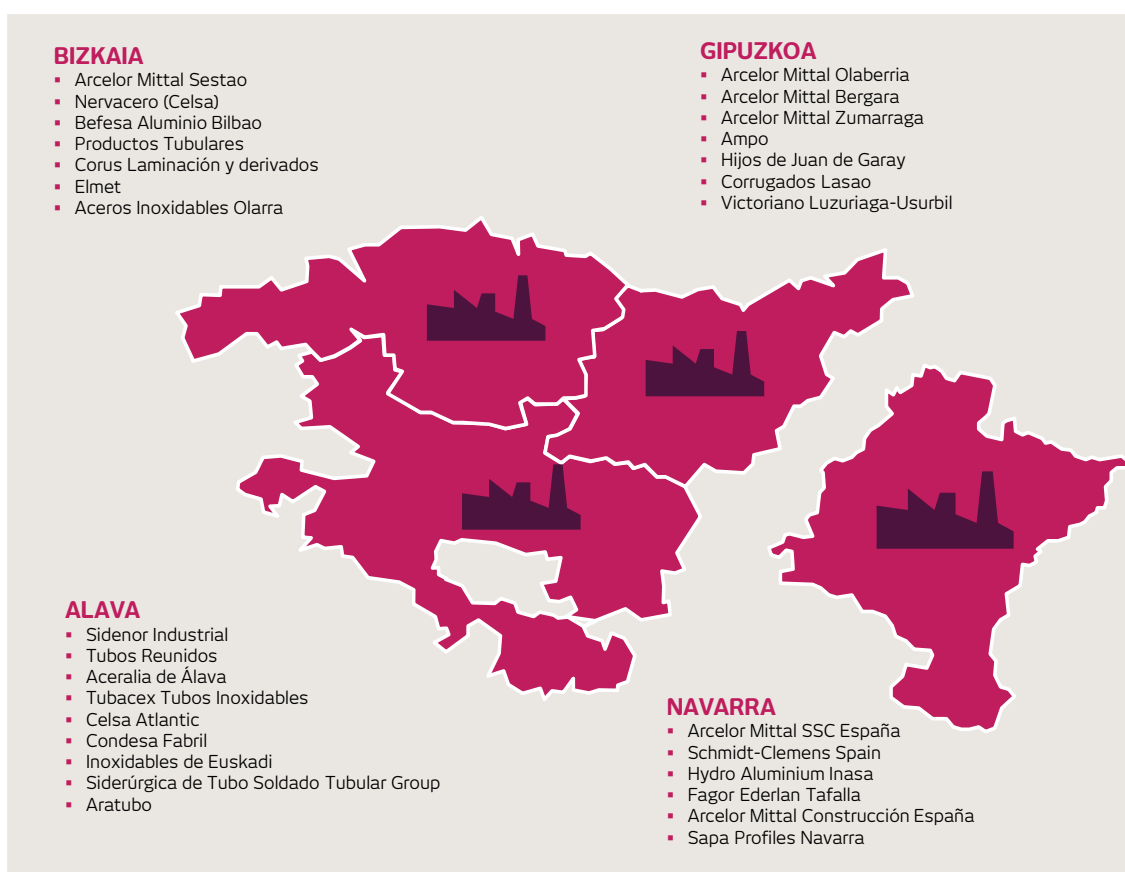 BIZKAIA
▪ Arcelor Mittal Sestao
▪ Nervacero (Celsa)
▪ Befesa Aluminio Bilbao
▪ Productos Tubulares
▪ Corus Laminación y derivados
▪ Elmet
▪ Aceros Inoxidables Olarra
GIPUZKOA
▪ Arcelor Mittal Olaberria
▪ Arcelor Mittal Bergara
▪ Arcelor Mittal Zumarraga
▪ Ampo
▪ Hijos de Juan de Garay
▪ Corrugados Lasao
▪ Victoriano Luzuriaga-Usurbil
ALAVA
▪ Sidenor Industrial
▪ Tubos Reunidos
▪ Aceralia de Álava
▪ Tubacex Tubos Inoxidables
▪ Celsa Atlantic
▪ Condesa Fabril
▪ Inoxidables de Euskadi
▪ Siderúrgica de Tubo Soldado Tubular Group
▪ Aratubo
NAVARRA
▪ Arcelor Mittal SSC España
▪ Schmidt-Clemens Spain
▪ Hydro Aluminium Inasa
▪ Fagor Ederlan Tafalla
▪ Arcelor Mittal Construcción España
▪ Sapa Profiles Navarra